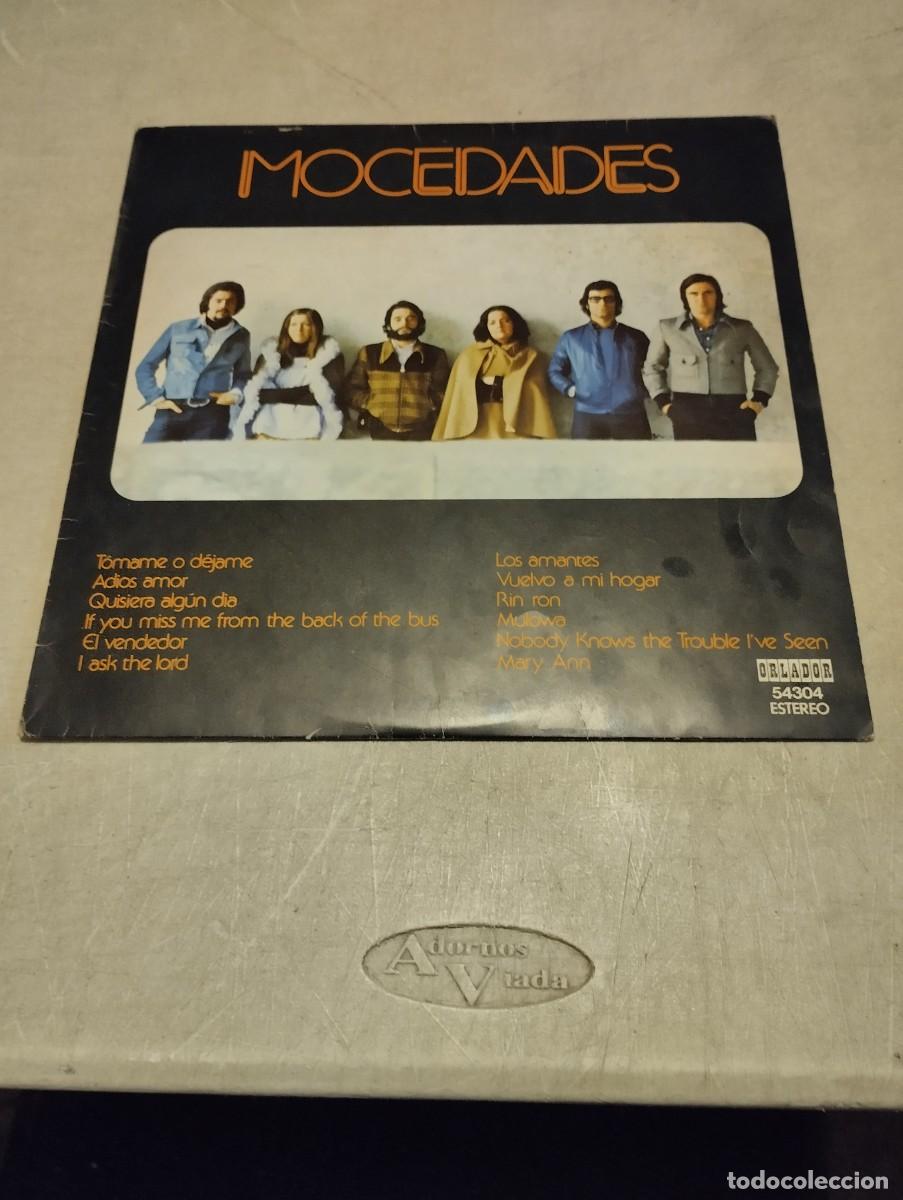 MOCEDADES
Tómame o déjame
Adios amor
Quisiera algún dia
If you miss me from the back of the bus
El vendedor
I ask the lord
Los amantes
Vuelvo a mi hogar
Rin ron
Mulowa
Nobody Knows the Trouble I've Seen
Mary Ann
ORLADOR
54304
ESTEREO
Adornos
Viada
todocoleccion